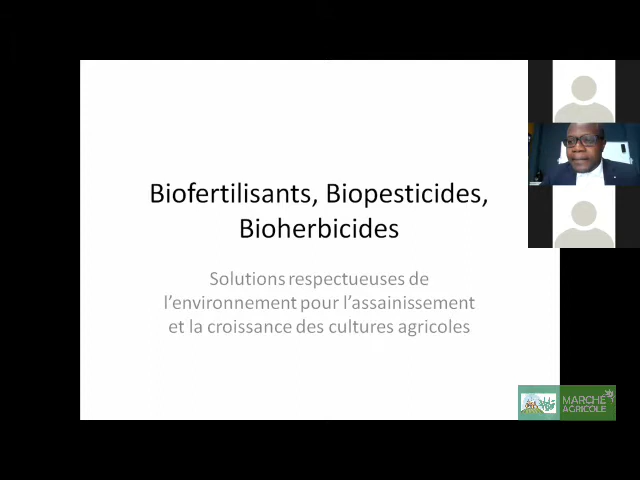 Biofertilisants, Biopesticides,
Bioherbicides
Solutions respectueuses de
l’environnement pour l’assainissement
et la croissance des cultures agricoles
MARCHÉ
AGRICOLE